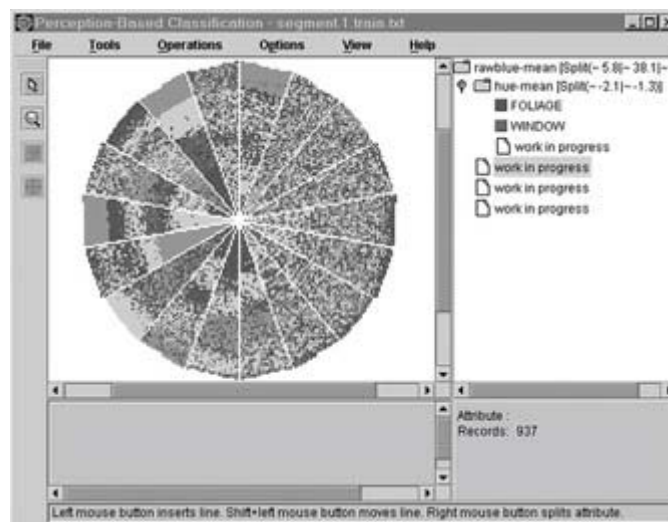 Perception-Based Classification - segment1.train.txt
File Tools Operations Options View Help
rawblue-mean [Split(~ 5.8|~ 38.1|~
hue-mean [Split(~ -2.1|~ -1.3)]
FOLIAGE
WINDOW
work in progress
work in progress
work in progress
work in progress
Attribute :
Records: 937
Left mouse button inserts line. Shift+left mouse button moves line. Right mouse button splits attribute.